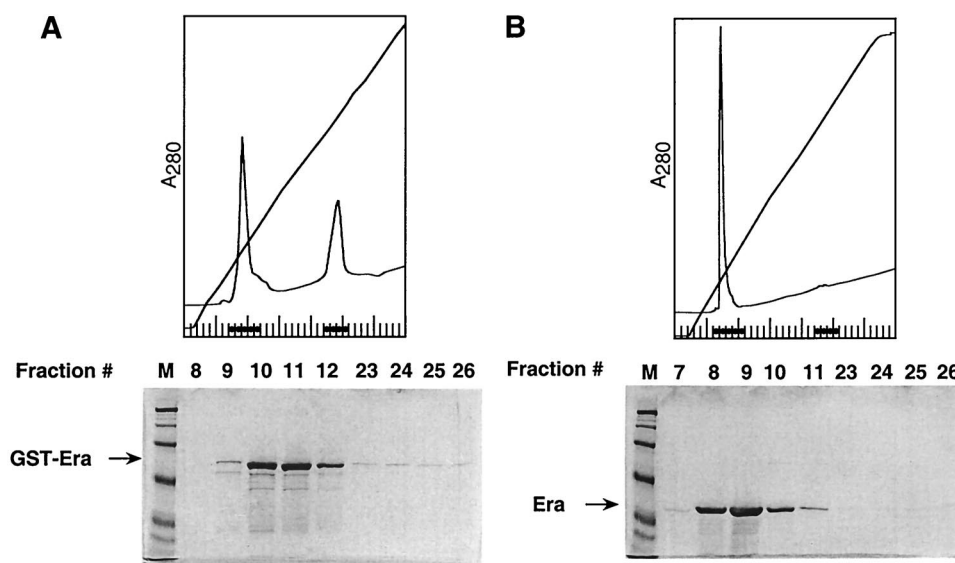 A
A280
Fraction # M 8 9 10 11 12 23 24 25 26
GST-Era
B
A280
Fraction # M 7 8 9 10 11 23 24 25 26
Era